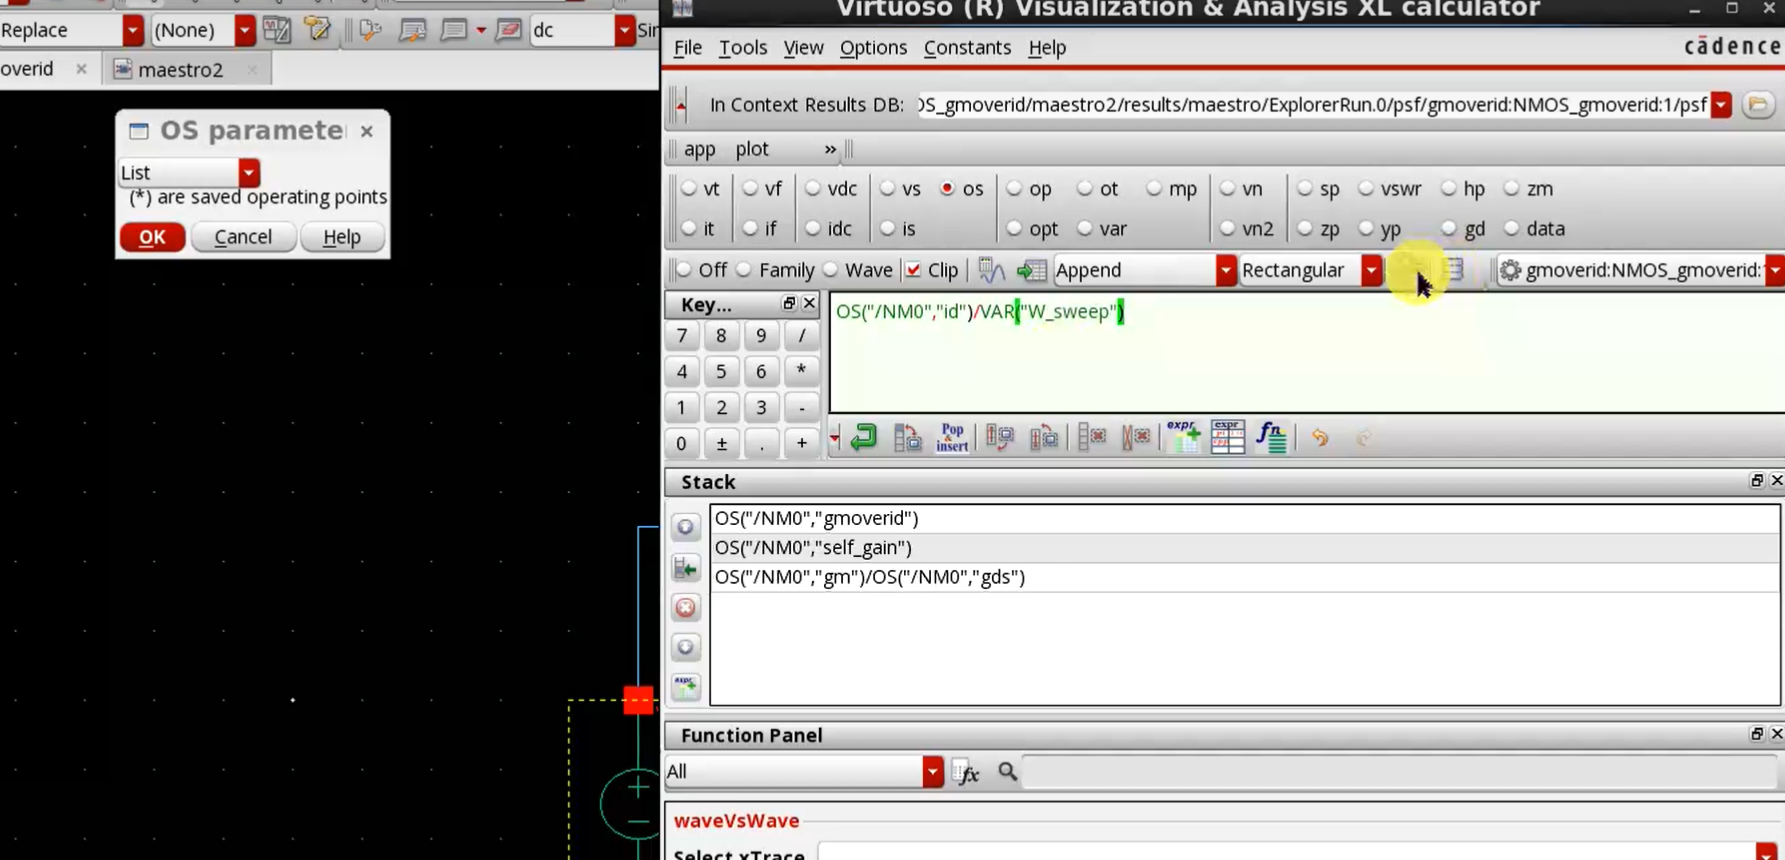 Replace (None) dc
overid maestro2
OS paramete
List
(*) are saved operating points
OK Cancel Help
Virtuoso (R) Visualization & Analysis XL calculator
File Tools View Options Constants Help
cādence
In Context Results DB: OS_gmoverid/maestro2/results/maestro/ExplorerRun.0/psf/gmoverid:NMOS_gmoverid:1/psf
app plot »
vt vf vdc vs os op ot mp vn sp vswr hp zm
it if idc is opt var vn2 zp yp gd data
Off Family Wave Clip Append Rectangular gmoverid:NMOS_gmoverid:
Key...
7 8 9 /
4 5 6 *
1 2 3 -
0 ± . +
OS("/NM0","id")/VAR("W_sweep")
Pop & insert
expr
fn
Stack
OS("/NM0","gmoverid")
OS("/NM0","self_gain")
OS("/NM0","gm")/OS("/NM0","gds")
expr
Function Panel
All fx
waveVsWave
Select xTrace